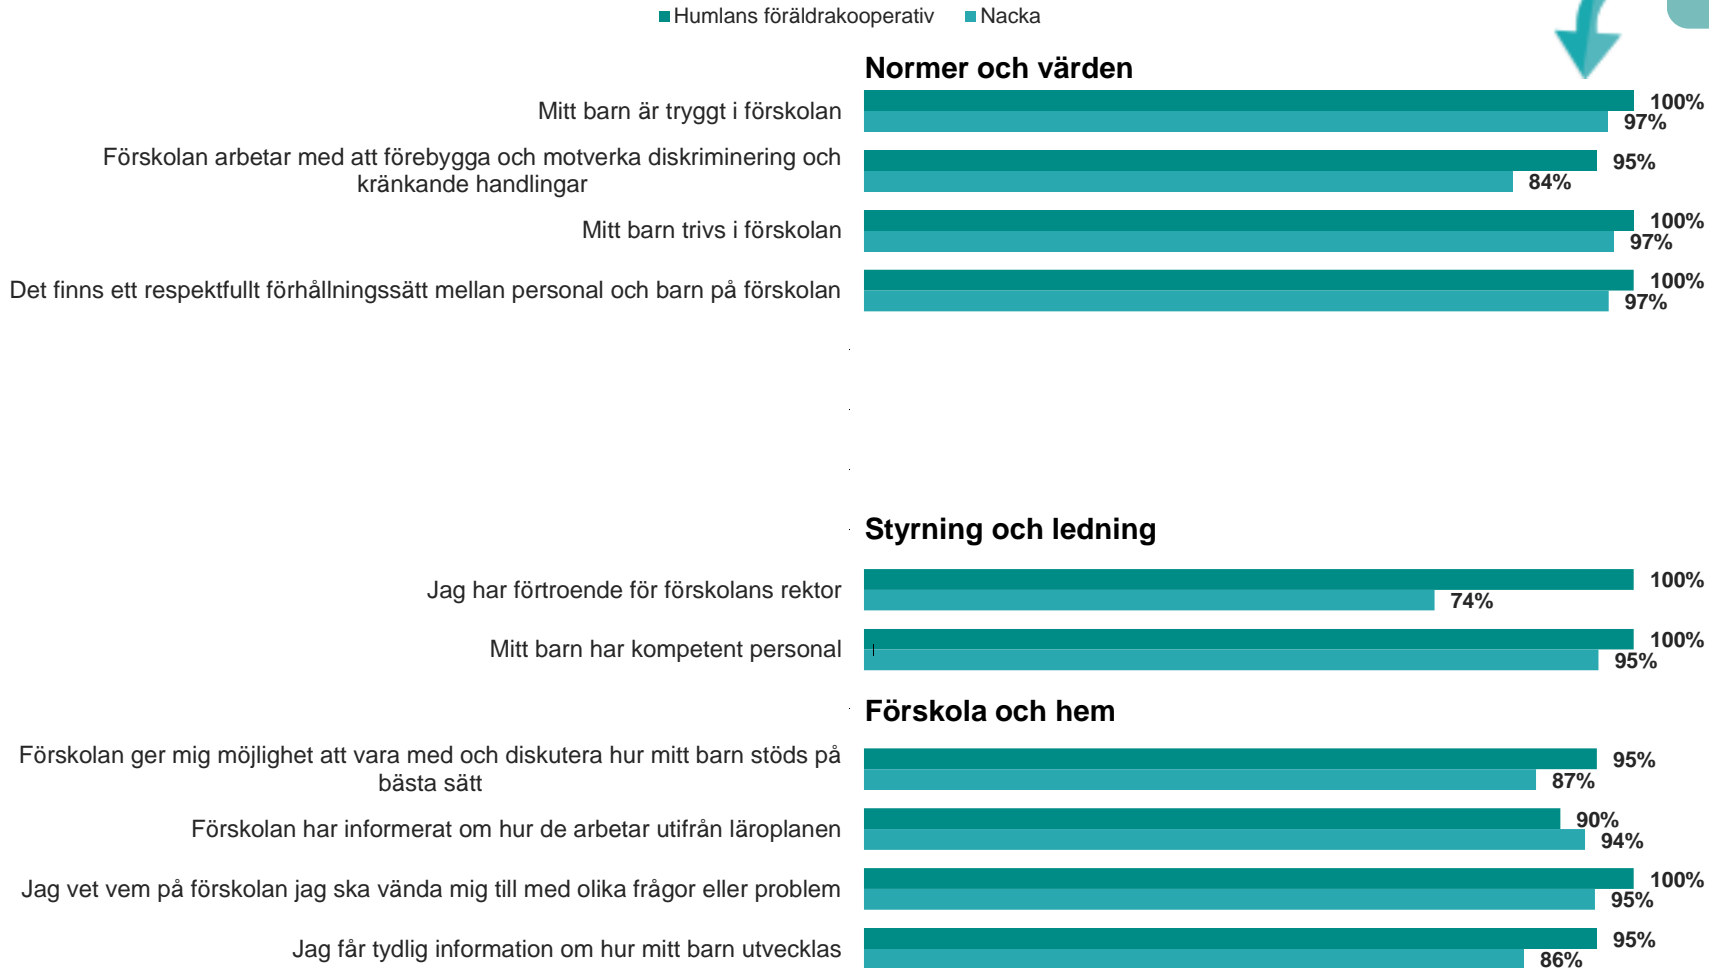 Humlans föräldrakooperativ Nacka
Normer och värden
Mitt barn är tryggt i förskolan
100%
97%
Förskolan arbetar med att förebygga och motverka diskriminering och
kränkande handlingar
95%
84%
Mitt barn trivs i förskolan
100%
97%
Det finns ett respektfullt förhållningssätt mellan personal och barn på förskolan
100%
97%
Styrning och ledning
Jag har förtroende för förskolans rektor
100%
74%
Mitt barn har kompetent personal
100%
95%
Förskola och hem
Förskolan ger mig möjlighet att vara med och diskutera hur mitt barn stöds på
bästa sätt
95%
87%
Förskolan har informerat om hur de arbetar utifrån läroplanen
90%
94%
Jag vet vem på förskolan jag ska vända mig till med olika frågor eller problem
100%
95%
Jag får tydlig information om hur mitt barn utvecklas
95%
86%